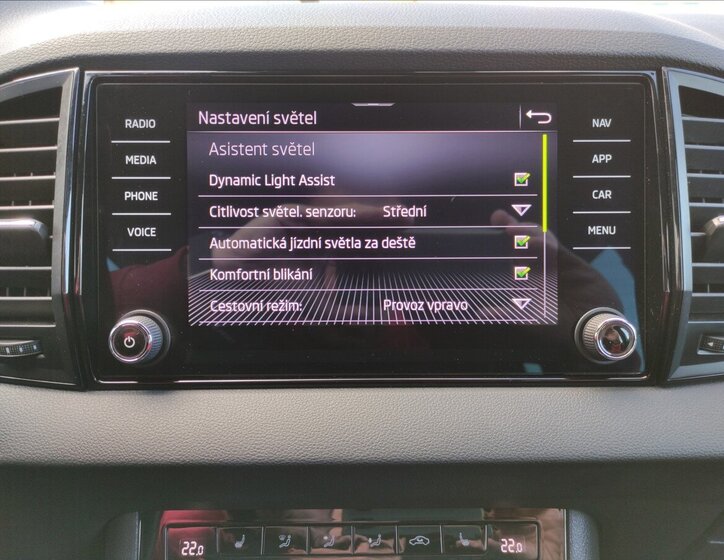 Nastavení světel
Asistent světel
Dynamic Light Assist
Citlivost světel. senzoru: Střední
Automatická jízdní světla za deště
Komfortní blikání
Cestovní režim: Provoz vpravo
RADIO
MEDIA
PHONE
VOICE
NAV
APP
CAR
MENU
22.0
22.0